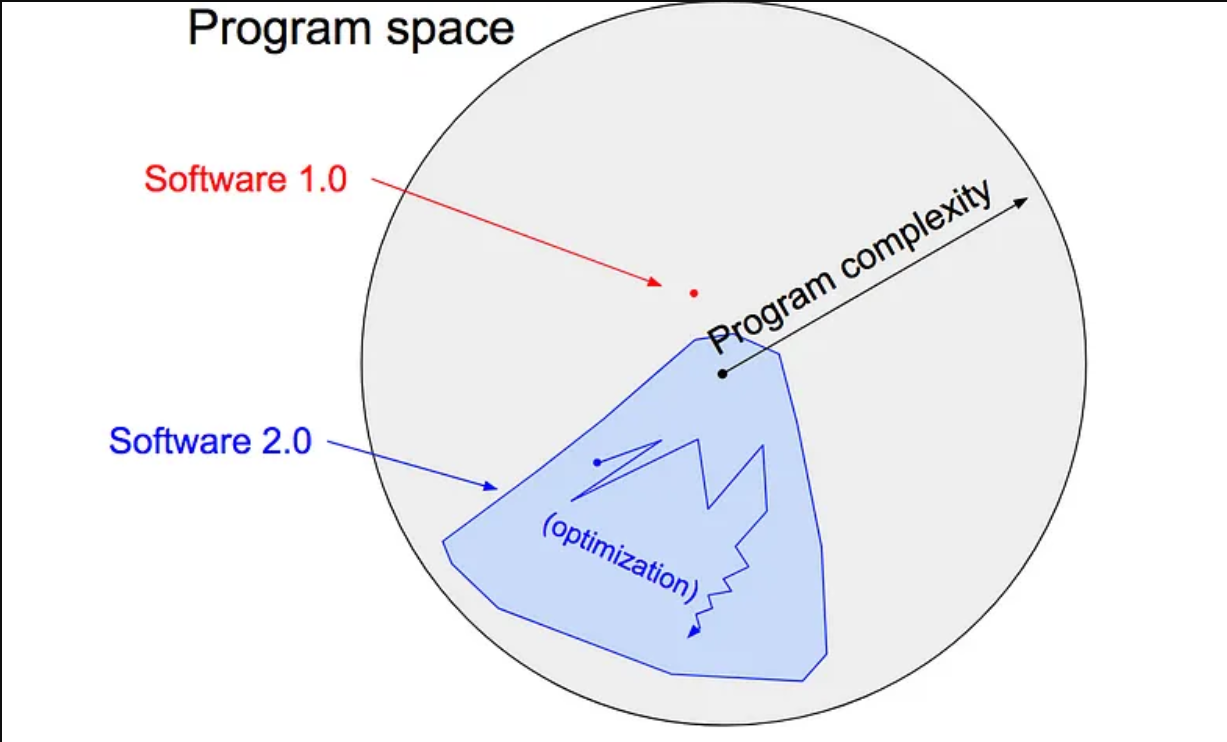 Program space
Software 1.0
Program complexity
Software 2.0
(optimization)